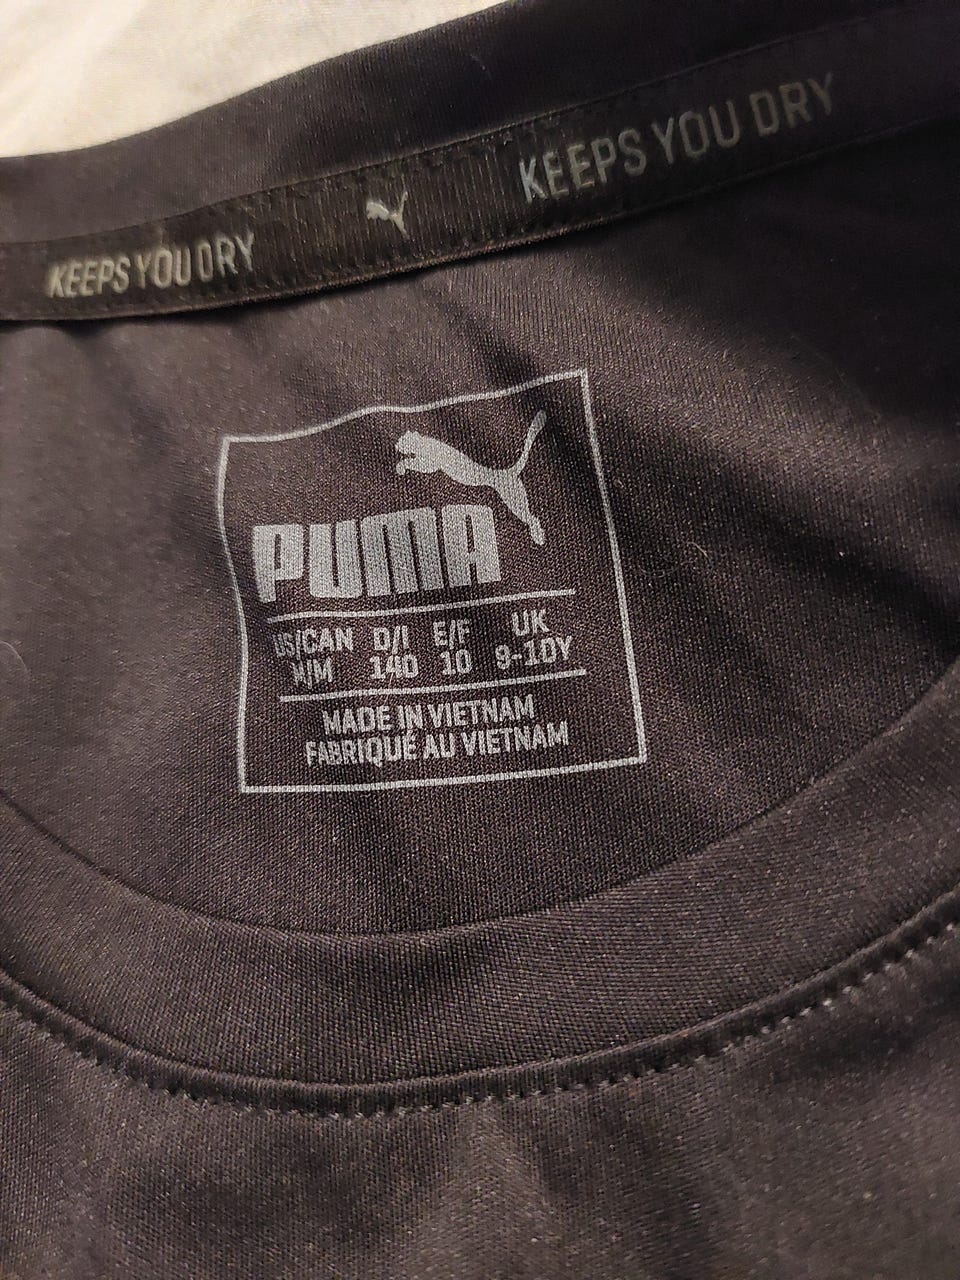 KEEPS YOU DRY KEEPS YOU DRY
PUMA
US/CAN D/I E/F UK
M/M 140 10 9-10Y
MADE IN VIETNAM
FABRIQUÉ AU VIETNAM